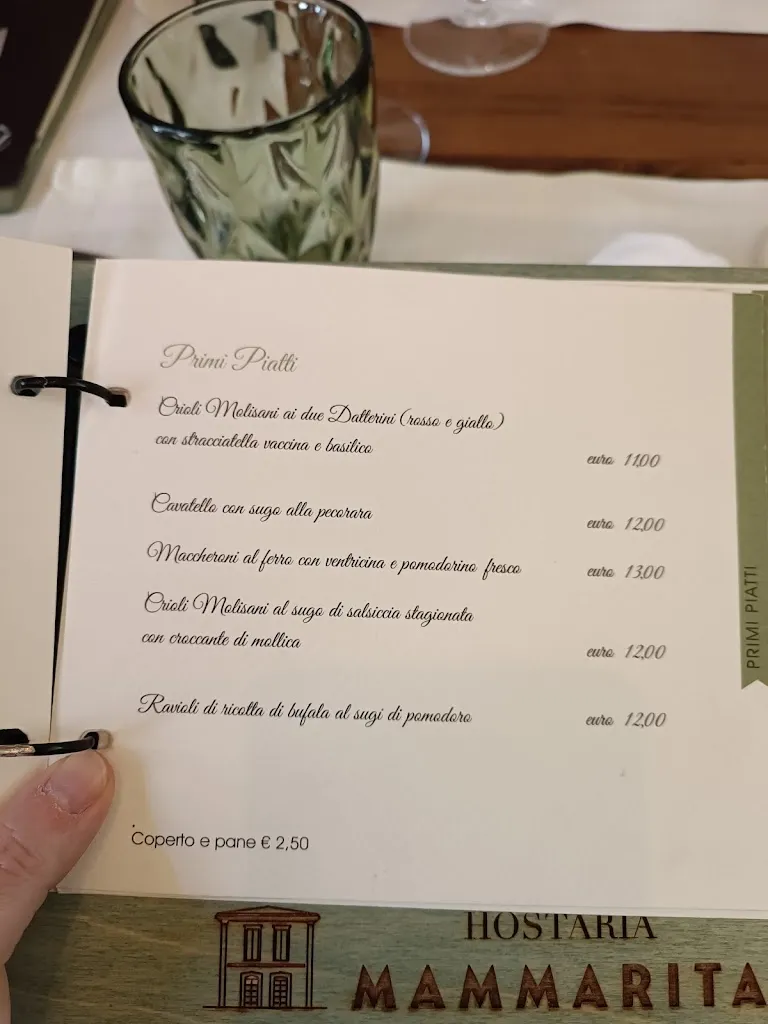 Primi Piatti
Crioli Molisani ai due Datterini (rosso e giallo)
con stracciatella vaccina e basilico
euro 11,00
Cavatello con sugo alla pecorara
euro 12,00
Maccheroni al ferro con ventricina e pomodorino fresco
euro 13,00
Crioli Molisani al sugo di salsiccia stagionata
con croccante di mollica
euro 12,00
Ravioli di ricotta di bufala al sugi di pomodoro
euro 12,00
Coperto e pane € 2,50
PRIMI PIATTI
HOSTARIA
MAMMARITA